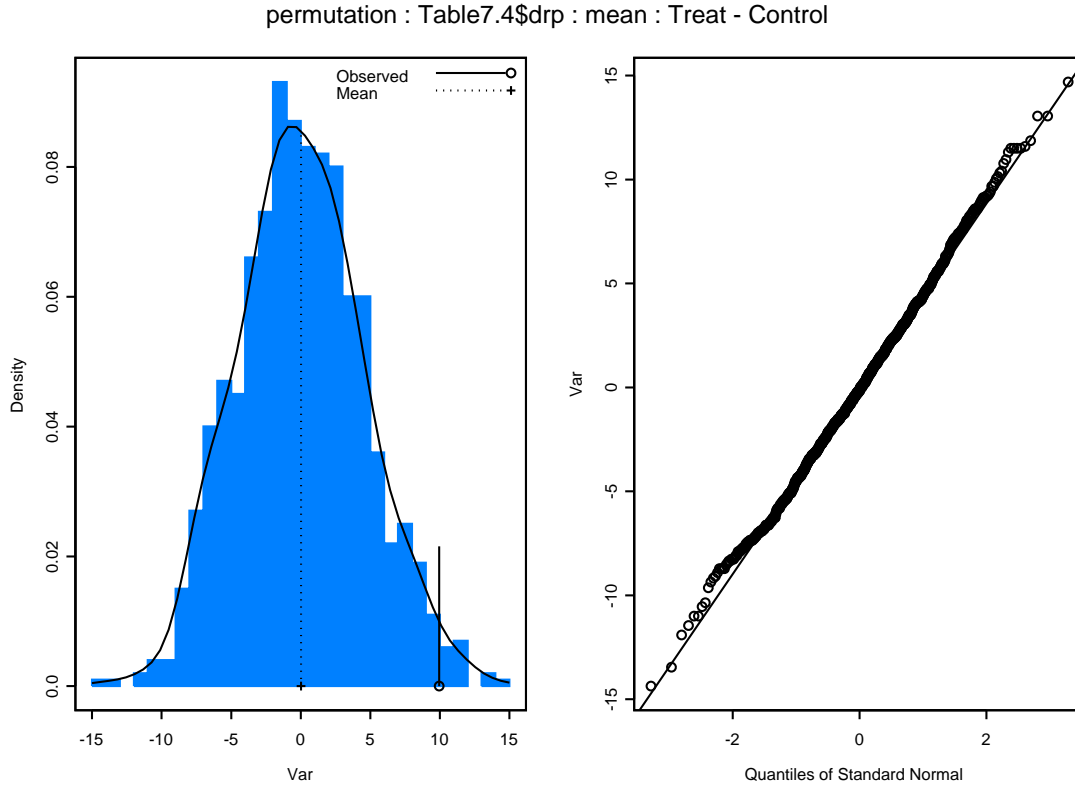 permutation : Table7.4$drp : mean : Treat - Control
Observed
Mean
0.08
0.06
0.04
0.02
0.0
Density
-15 -10 -5 0 5 10 15
Var
15
10
5
0
-5
-10
-15
Var
-2 0 2
Quantiles of Standard Normal